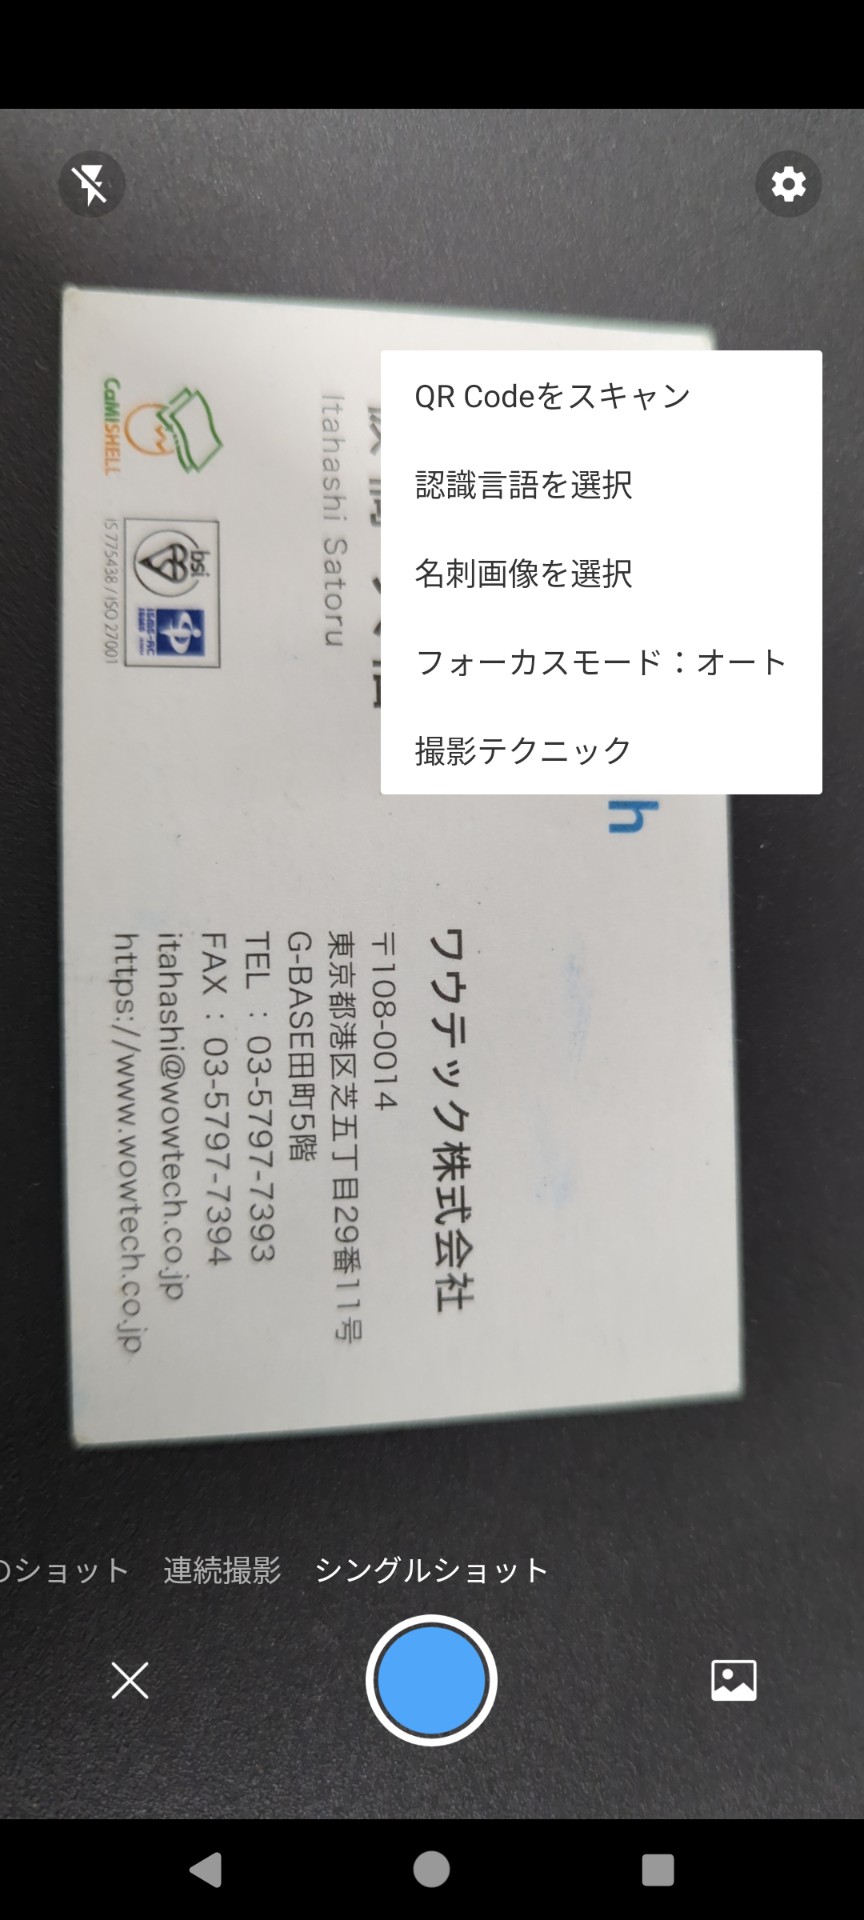 QR Codeをスキャン
認識言語を選択
名刺画像を選択
フォーカスモード：オート
撮影テクニック
h
Itahashi Satoru
CaMISHELL
bsi
IS 775438 / ISO 27001
ワウテック株式会社
〒108-0014
東京都港区芝五丁目29番11号
G-BASE田町5階
TEL : 03-5797-7393
FAX : 03-5797-7394
itahashi@wowtech.co.jp
https://www.wowtech.co.jp
ショット 連続撮影 シングルショット